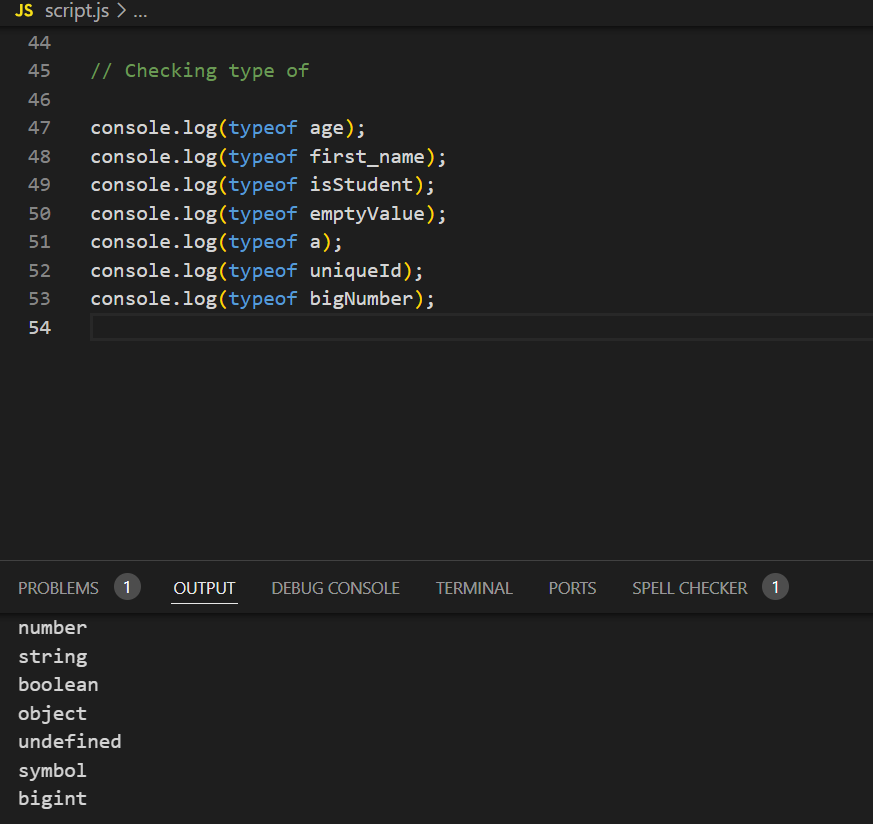 JS script.js > ...
44
45 // Checking type of
46
47 console.log(typeof age);
48 console.log(typeof first_name);
49 console.log(typeof isStudent);
50 console.log(typeof emptyValue);
51 console.log(typeof a);
52 console.log(typeof uniqueId);
53 console.log(typeof bigNumber);
54
PROBLEMS 1 OUTPUT DEBUG CONSOLE TERMINAL PORTS SPELL CHECKER 1
number
string
boolean
object
undefined
symbol
bigint